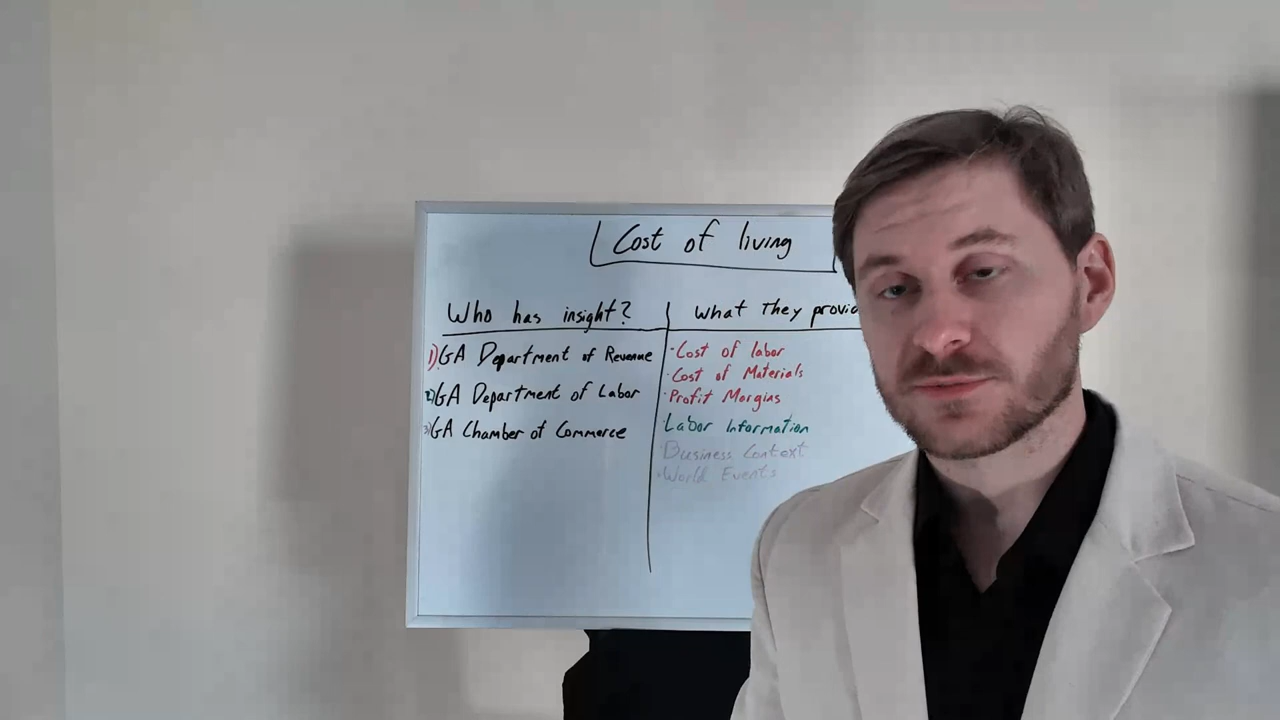 Cost of living
Who has insight?
What They provid
1) GA Department of Revenue
2) GA Department of Labor
3) GA Chamber of Commerce
· Cost of labor
· Cost of Materials
· Profit Margins
Labor Information
· Business Context
· World Events